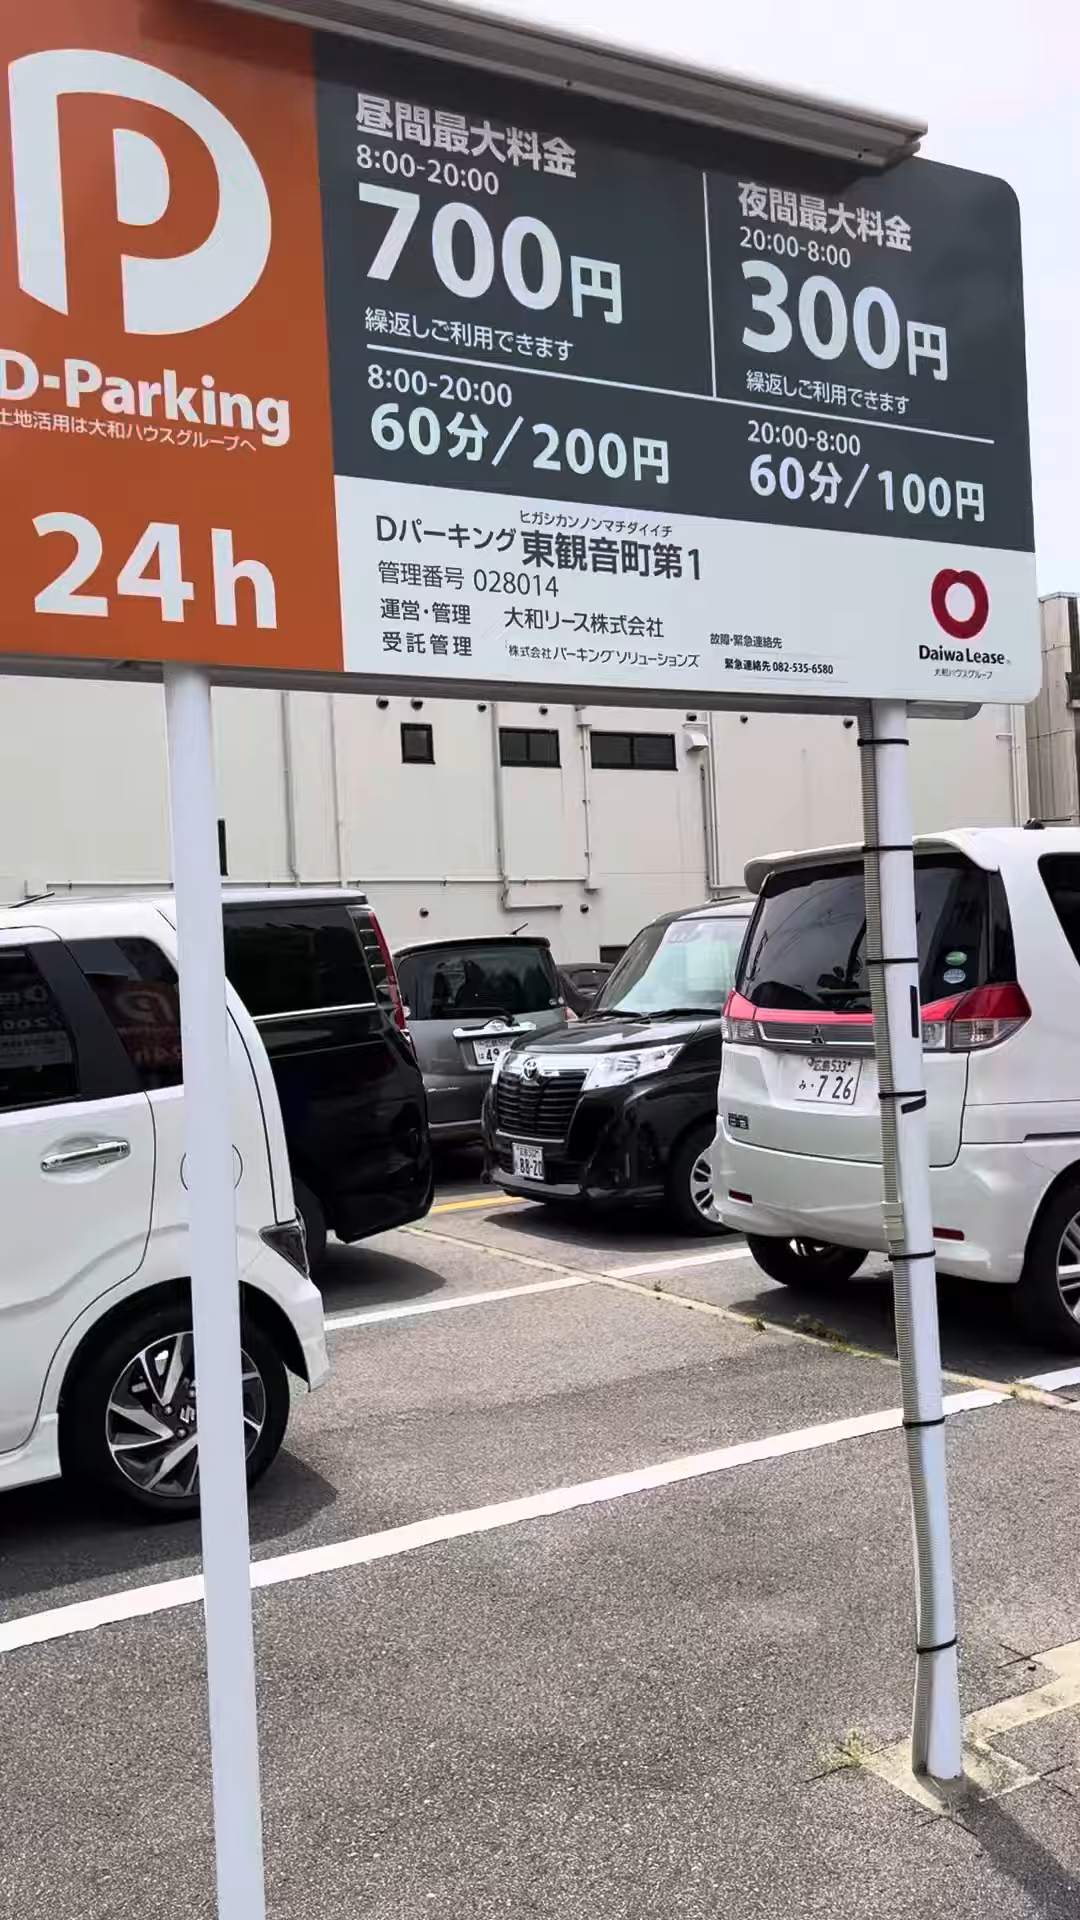 D-Parking
土地活用は大和ハウスグループへ
24h
昼間最大料金
8:00-20:00
700円
繰返しご利用できます
8:00-20:00
60分/200円
夜間最大料金
20:00-8:00
300円
繰返しご利用できます
20:00-8:00
60分/100円
ヒガシカンノンマチダイイチ
Dパーキング 東観音町第1
管理番号 028014
運営・管理 大和リース株式会社
受託管理 株式会社パーキングソリューションズ
故障・緊急連絡先
緊急連絡先 082-535-6580
DaiwaLease
大和ハウスグループ
広島 533
み ・726
88-20